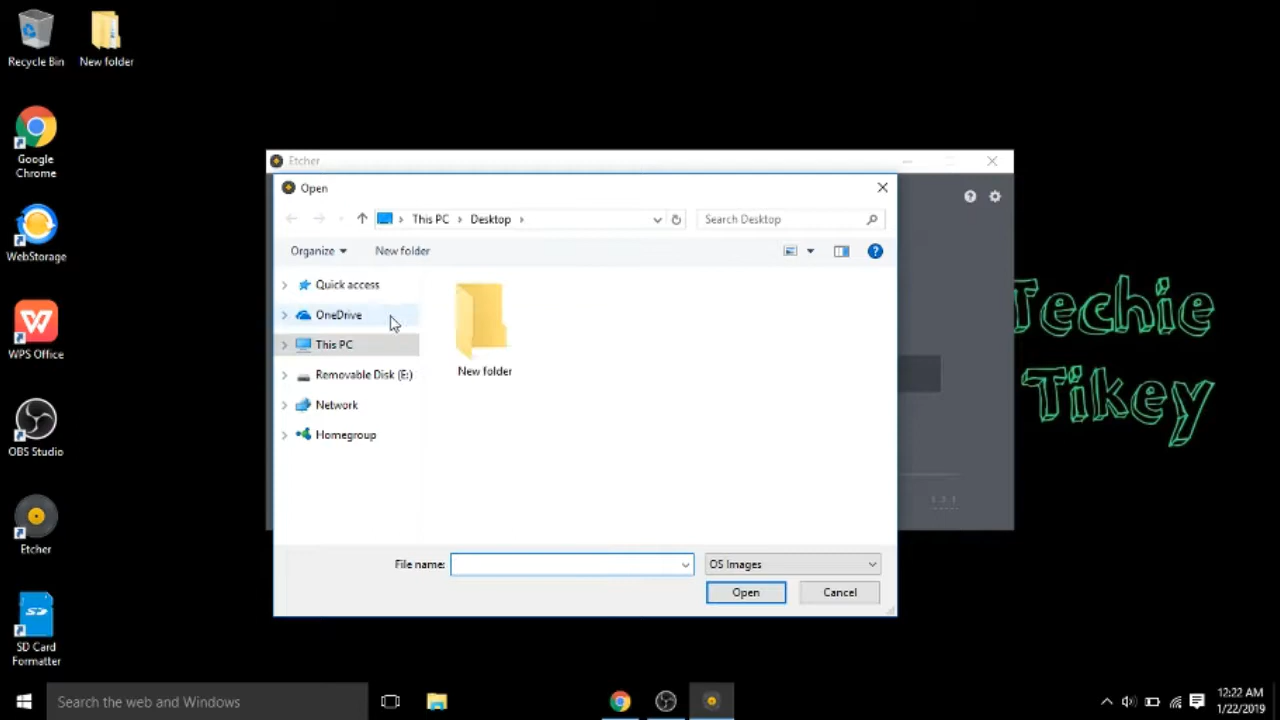 Recycle Bin
New folder
Google
Chrome
WebStorage
WPS Office
OBS Studio
Etcher
SD Card
Formatter
Etcher
Open
This PC
Desktop
Search Desktop
Organize
New folder
Quick access
OneDrive
This PC
Removable Disk (E:)
Network
Homegroup
New folder
File name:
OS Images
Open
Cancel
Techie
Tikey
Search the web and Windows
12:22 AM
1/22/2019